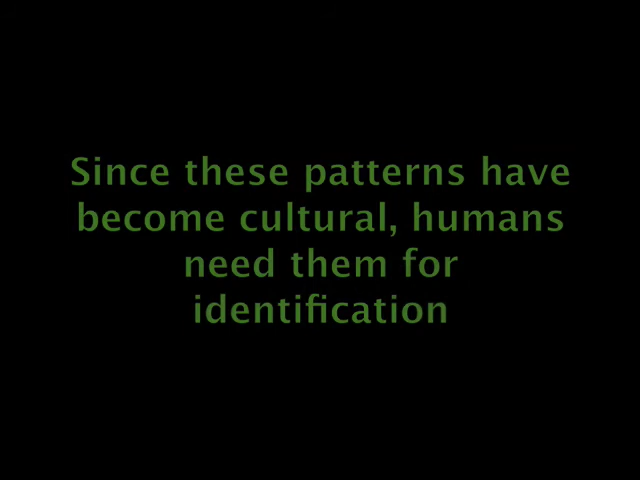 Since these patterns have
become cultural, humans
need them for
identification